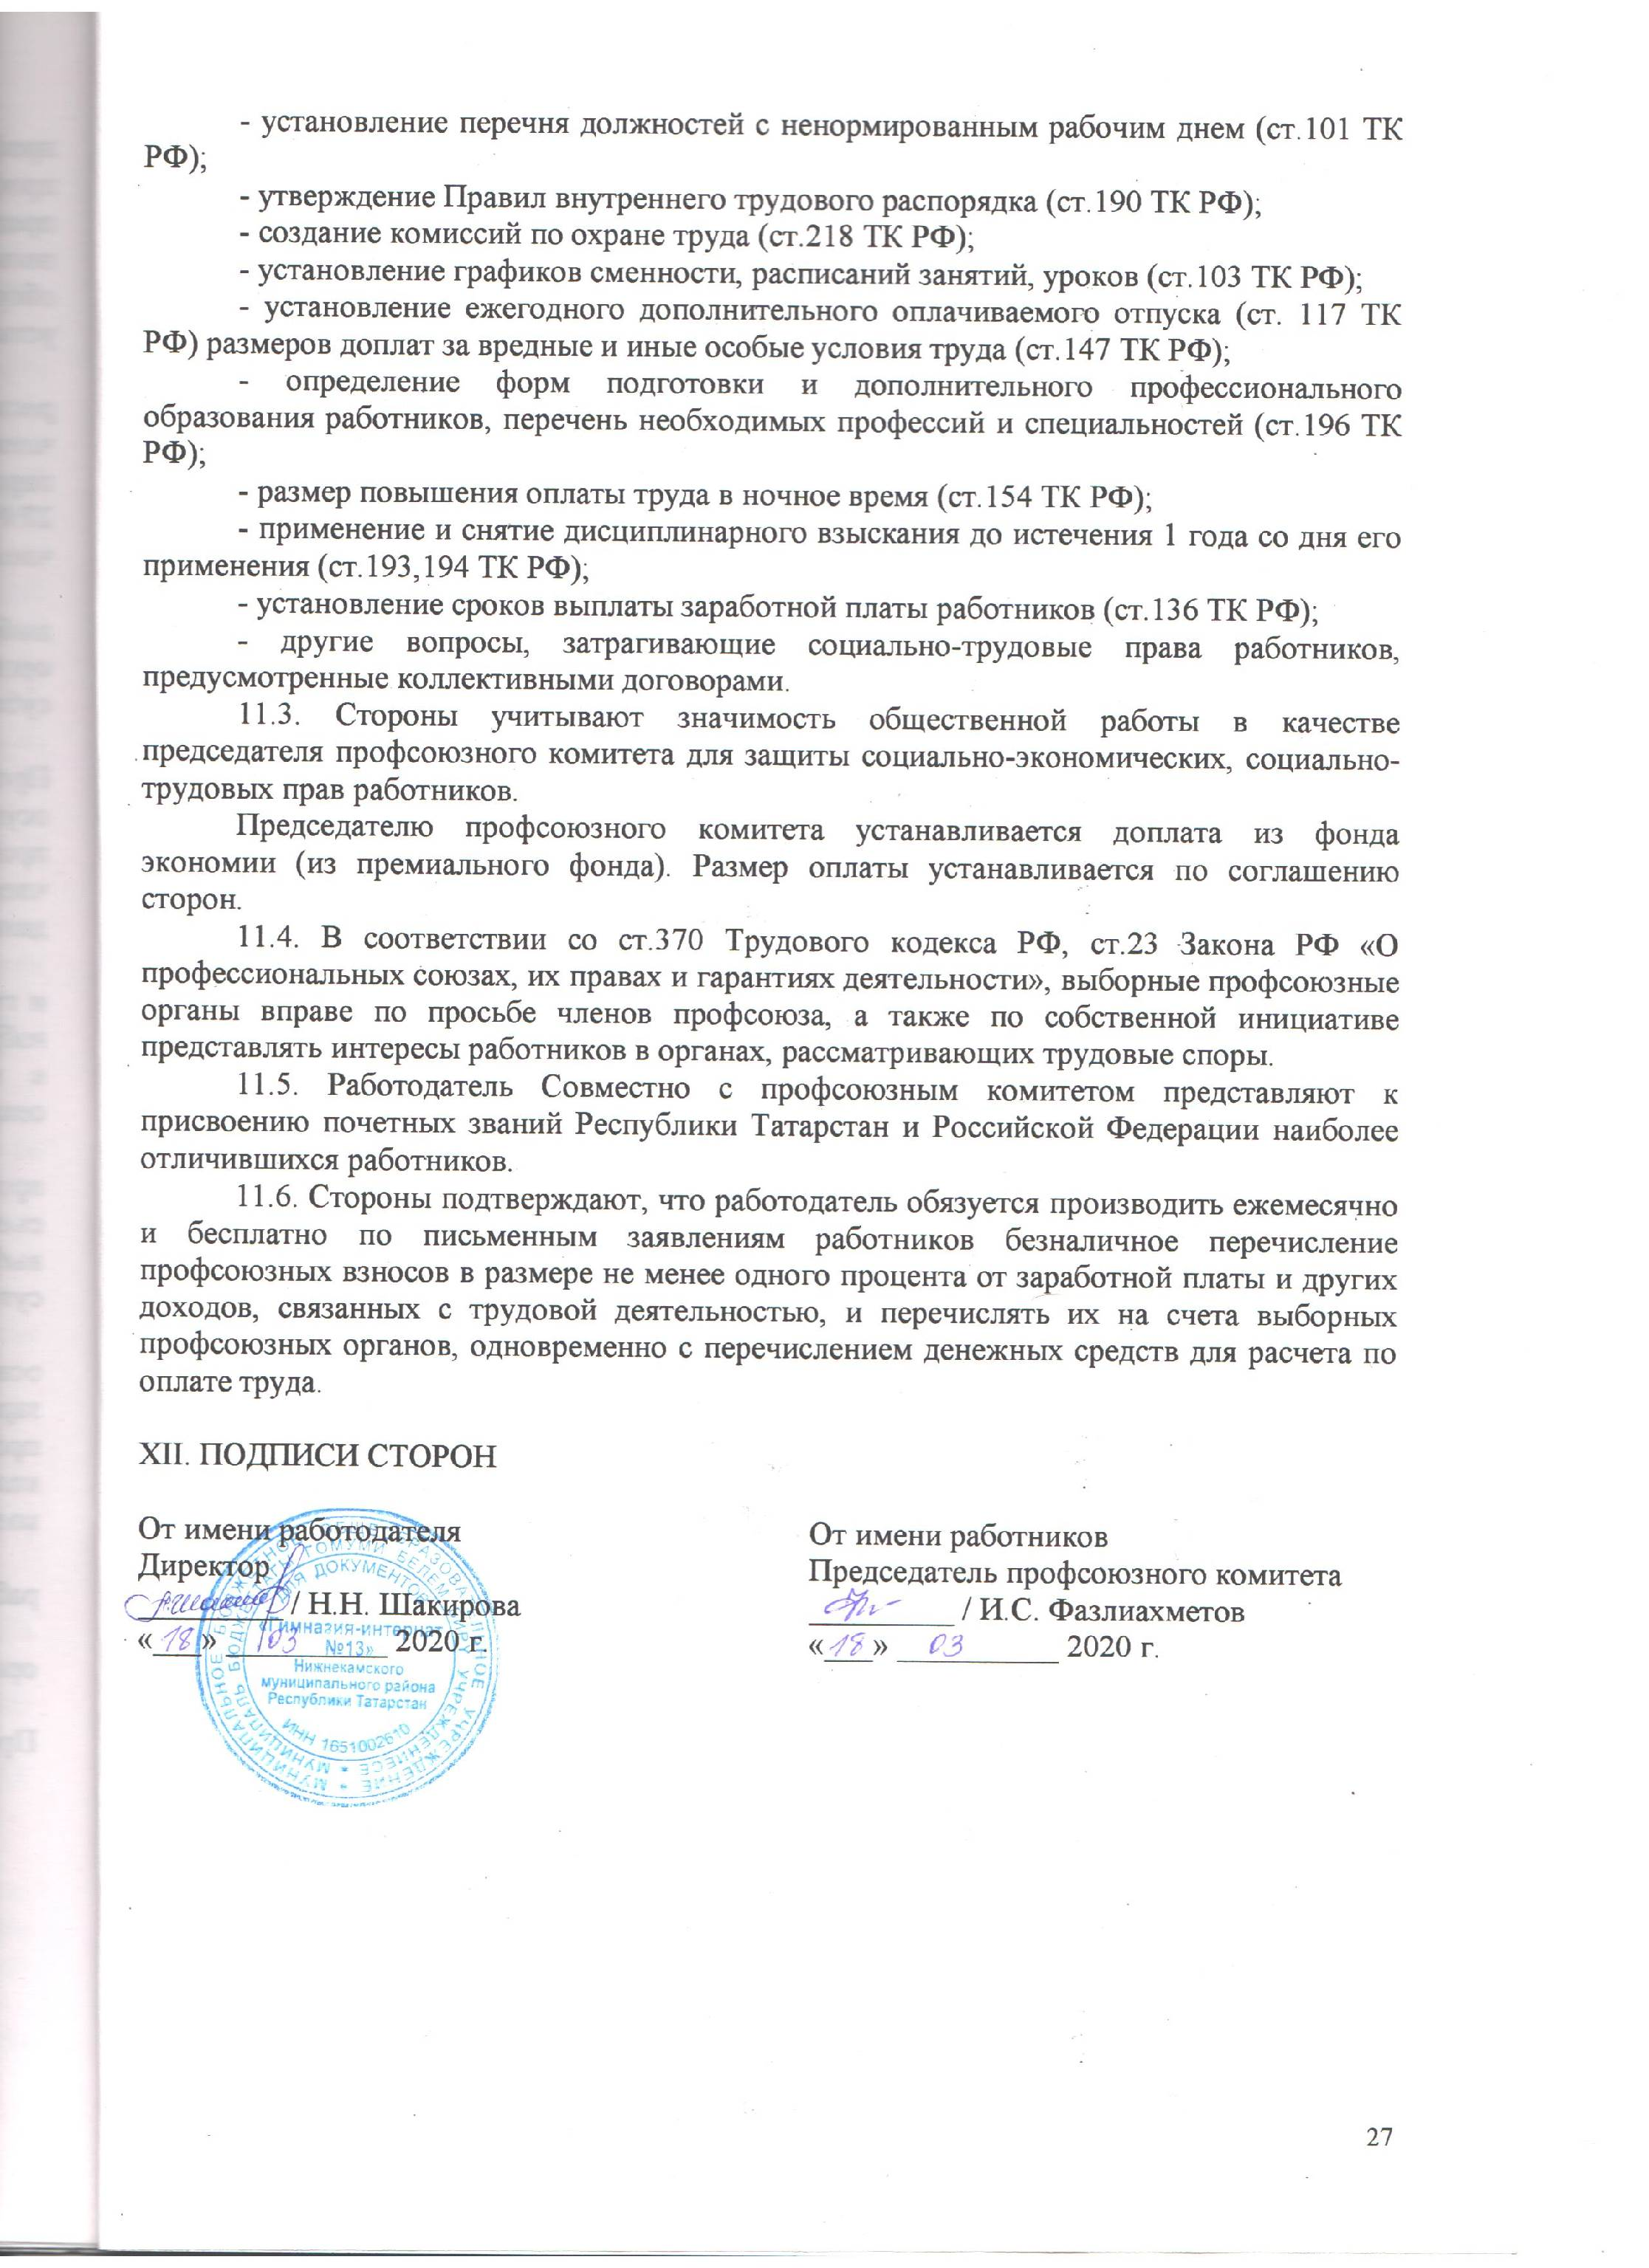 - установление перечня должностей с ненормированным рабочим днем (ст.101 ТК
РФ);
- утверждение Правил внутреннего трудового распорядка (ст.190 ТК РФ);
- создание комиссий по охране труда (ст.218 ТК РФ);
- установление графиков сменности, расписаний занятий, уроков (ст.103 ТК РФ);
- установление ежегодного дополнительного оплачиваемого отпуска (ст. 117 ТК
РФ) размеров доплат за вредные и иные особые условия труда (ст.147 ТК РФ);
- определение форм подготовки и дополнительного профессионального
образования работников, перечень необходимых профессий и специальностей (ст.196 ТК
РФ);
- размер повышения оплаты труда в ночное время (ст.154 ТК РФ);
- применение и снятие дисциплинарного взыскания до истечения 1 года со дня его
применения (ст.193,194 ТК РФ);
- установление сроков выплаты заработной платы работников (ст.136 ТК РФ);
- другие вопросы, затрагивающие социально-трудовые права работников,
предусмотренные коллективными договорами.
11.3. Стороны учитывают значимость общественной работы в качестве
председателя профсоюзного комитета для защиты социально-экономических, социально-
трудовых прав работников.
Председателю профсоюзного комитета устанавливается доплата из фонда
экономии (из премиального фонда). Размер оплаты устанавливается по соглашению
сторон.
11.4. В соответствии со ст.370 Трудового кодекса РФ, ст.23 Закона РФ «О
профессиональных союзах, их правах и гарантиях деятельности», выборные профсоюзные
органы вправе по просьбе членов профсоюза, а также по собственной инициативе
представлять интересы работников в органах, рассматривающих трудовые споры.
11.5. Работодатель Совместно с профсоюзным комитетом представляют к
присвоению почетных званий Республики Татарстан и Российской Федерации наиболее
отличившихся работников.
11.6. Стороны подтверждают, что работодатель обязуется производить ежемесячно
и бесплатно по письменным заявлениям работников безналичное перечисление
профсоюзных взносов в размере не менее одного процента от заработной платы и других
доходов, связанных с трудовой деятельностью, и перечислять их на счета выборных
профсоюзных органов, одновременно с перечислением денежных средств для расчета по
оплате труда.
XII. ПОДПИСИ СТОРОН
От имени работодателя
Директор
/ Н.Н. Шакирова
«18» 03 2020 г.
ДЛЯ ДОКУМЕНТОВ
«Гимназия-интернат
№13»
Нижнекамского
муниципального района
Республики Татарстан
ИНН 1651002610
От имени работников
Председатель профсоюзного комитета
/ И.С. Фазлиахметов
«18» 03 2020 г.
27